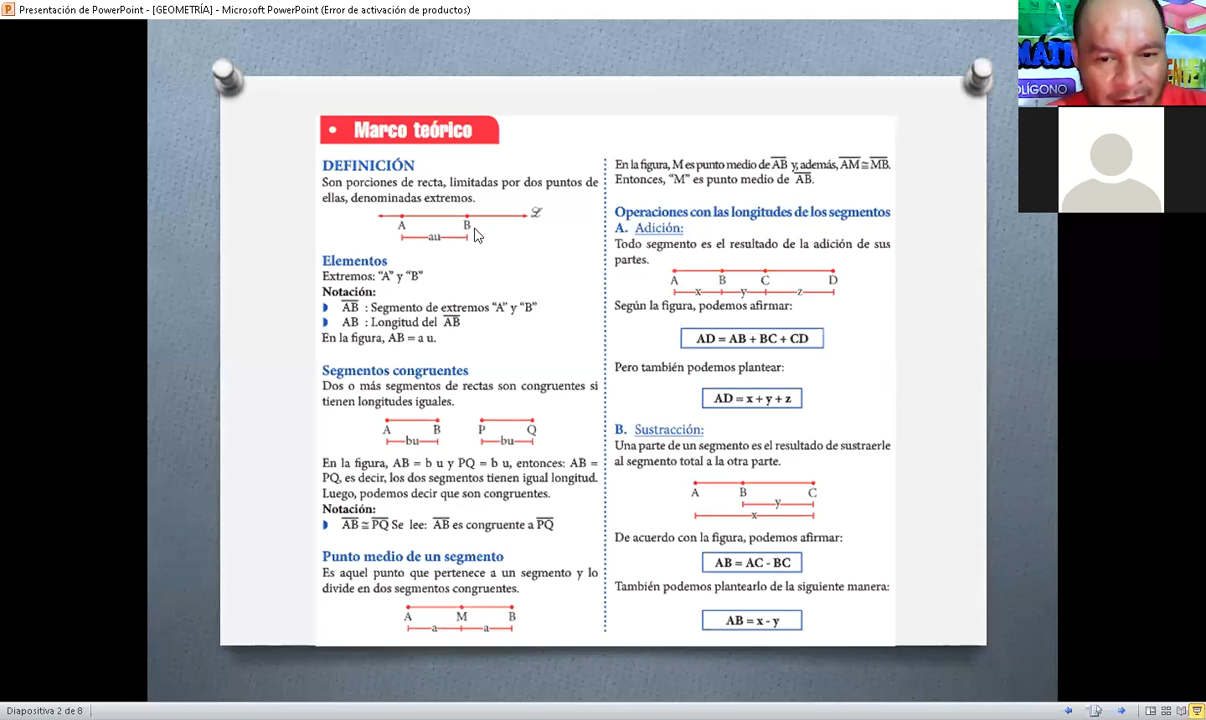 Presentación de PowerPoint - [GEOMETRÍA] - Microsoft PowerPoint (Error de activación de productos)
OLÍGONO
• Marco teórico
DEFINICIÓN
Son porciones de recta, limitadas por dos puntos de
ellas, denominadas extremos.
ℒ
A B
au
Elementos
Extremos: “A” y “B”
Notación:
AB : Segmento de extremos “A” y “B”
AB : Longitud del AB
En la figura, AB = a u.
Segmentos congruentes
Dos o más segmentos de rectas son congruentes si
tienen longitudes iguales.
A B P Q
bu bu
En la figura, AB = b u y PQ = b u, entonces: AB =
PQ, es decir, los dos segmentos tienen igual longitud.
Luego, podemos decir que son congruentes.
Notación:
AB ≅ PQ Se lee: AB es congruente a PQ
Punto medio de un segmento
Es aquel punto que pertenece a un segmento y lo
divide en dos segmentos congruentes.
A M B
a a
En la figura, M es punto medio de AB y, además, AM ≅ MB.
Entonces, “M” es punto medio de AB.
Operaciones con las longitudes de los segmentos
A. Adición:
Todo segmento es el resultado de la adición de sus
partes.
A B C D
x y z
Según la figura, podemos afirmar:
AD = AB + BC + CD
Pero también podemos plantear:
AD = x + y + z
B. Sustracción:
Una parte de un segmento es el resultado de sustraerle
al segmento total a la otra parte.
A B C
y
x
De acuerdo con la figura, podemos afirmar:
AB = AC - BC
También podemos plantearlo de la siguiente manera:
AB = x - y
Diapositiva 2 de 8